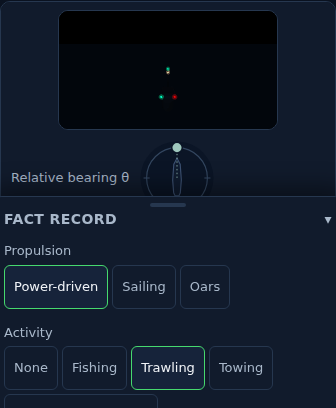 Relative bearing θ
FACT RECORD ▼
Propulsion
Power-driven Sailing Oars
Activity
None Fishing Trawling Towing